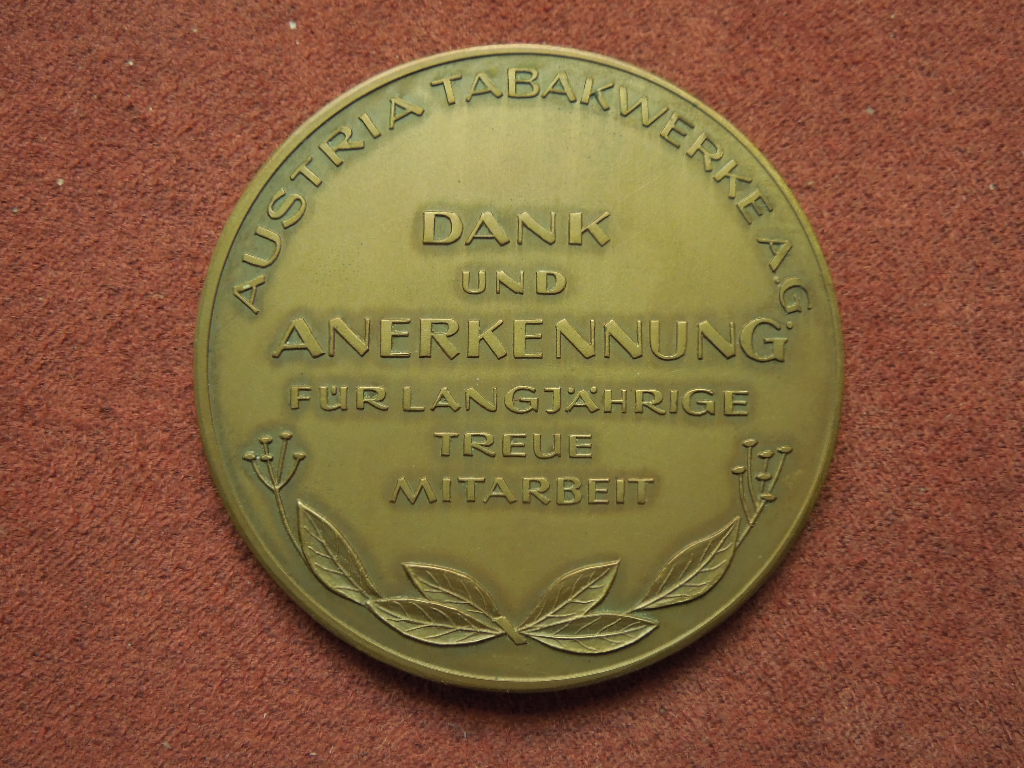 AUSTRIA TABAKWERKE A.G.
DANK
UND
ANERKENNUNG
FÜR LANGJÄHRIGE
TREUE
MITARBEIT